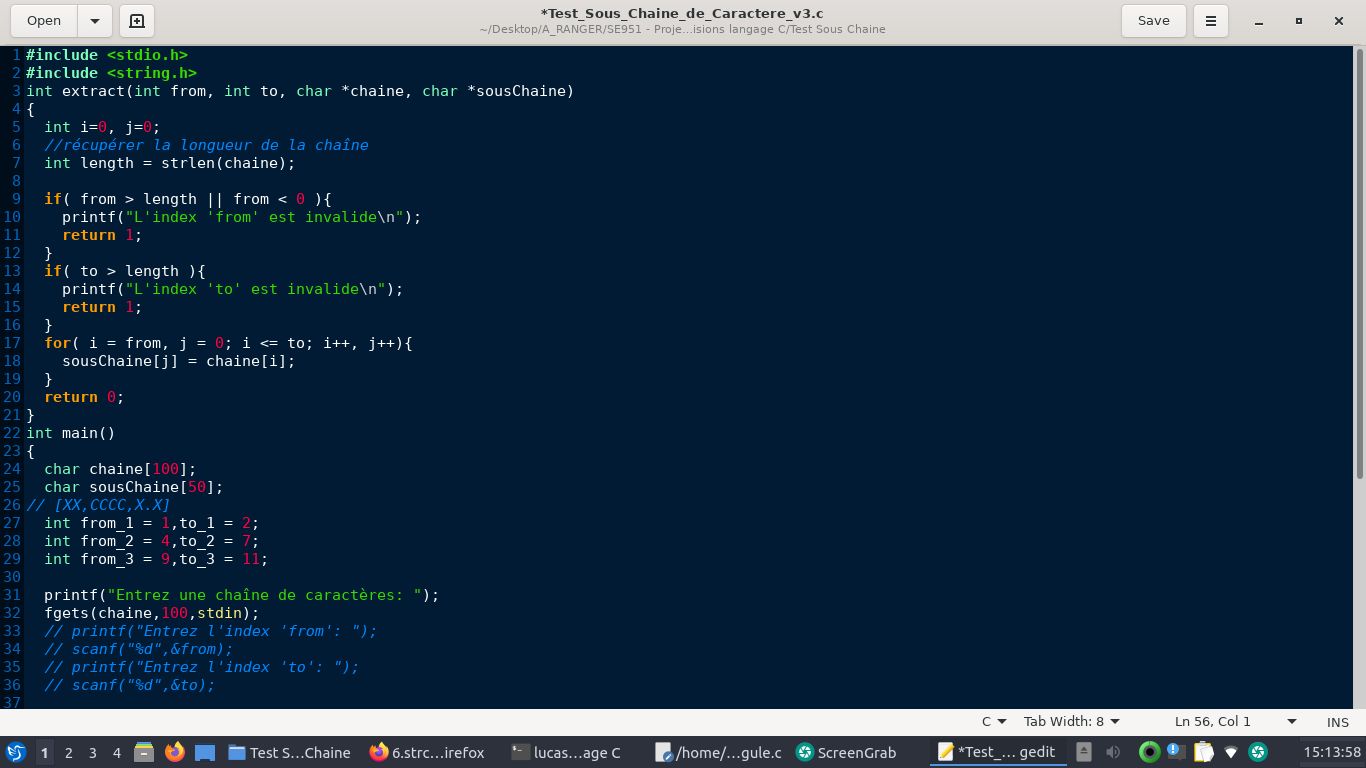 Open
*Test_Sous_Chaine_de_Caractere_v3.c
~/Desktop/A_RANGER/SE951 - Proje...isions langage C/Test Sous Chaine
Save
1 #include <stdio.h>
2 #include <string.h>
3 int extract(int from, int to, char *chaine, char *sousChaine)
4 {
5   int i=0, j=0;
6   //récupérer la longueur de la chaîne
7   int length = strlen(chaine);
8
9   if( from > length || from < 0 ){
10     printf("L'index 'from' est invalide\n");
11     return 1;
12   }
13   if( to > length ){
14     printf("L'index 'to' est invalide\n");
15     return 1;
16   }
17   for( i = from, j = 0; i <= to; i++, j++){
18     sousChaine[j] = chaine[i];
19   }
20   return 0;
21 }
22 int main()
23 {
24   char chaine[100];
25   char sousChaine[50];
26 // [XX,CCCC,X.X]
27   int from_1 = 1,to_1 = 2;
28   int from_2 = 4,to_2 = 7;
29   int from_3 = 9,to_3 = 11;
30
31   printf("Entrez une chaîne de caractères: ");
32   fgets(chaine,100,stdin);
33   // printf("Entrez l'index 'from': ");
34   // scanf("%d",&from);
35   // printf("Entrez l'index 'to': ");
36   // scanf("%d",&to);
37
C Tab Width: 8 Ln 56, Col 1 INS
1 2 3 4 Test S...Chaine 6.strc...irefox lucas...age C /home/...gule.c ScreenGrab *Test_... gedit 15:13:58